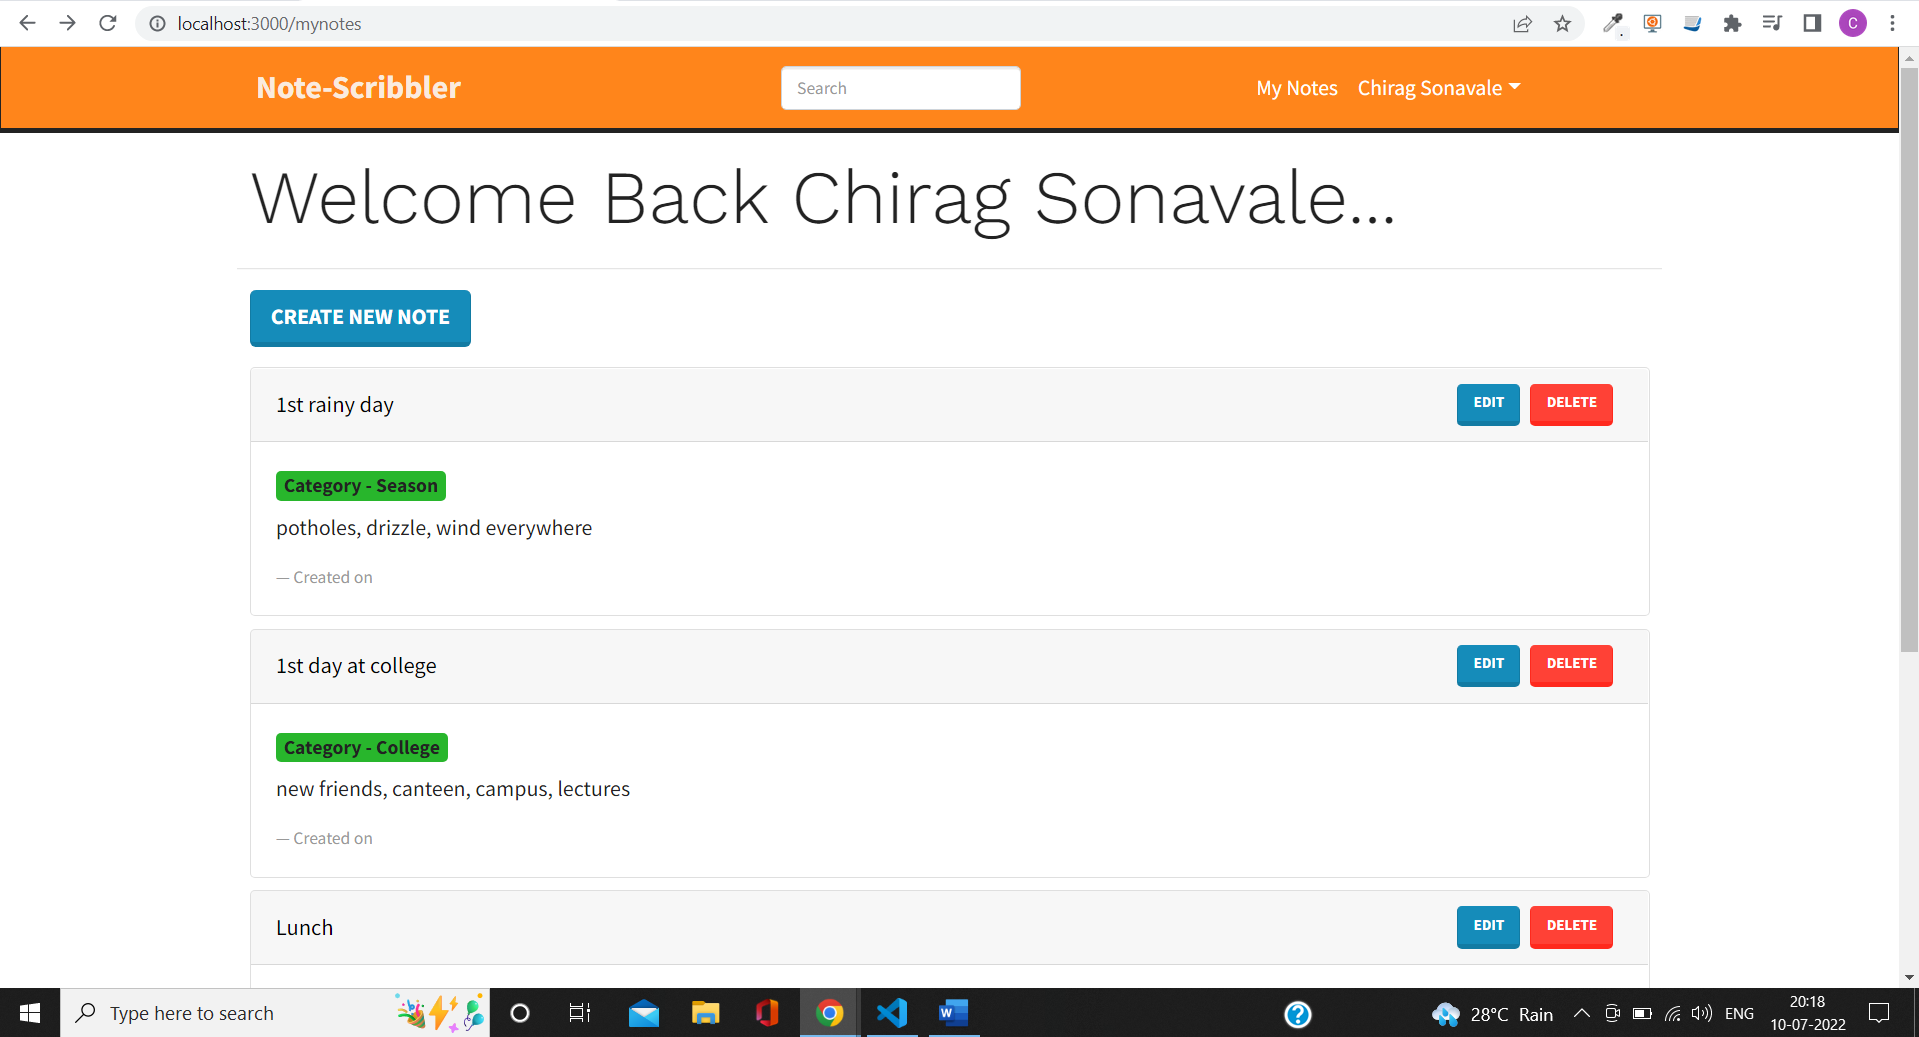 localhost:3000/mynotes
C
Note-Scribbler
Search
My Notes
Chirag Sonavale
Welcome Back Chirag Sonavale...
CREATE NEW NOTE
1st rainy day
EDIT
DELETE
Category - Season
potholes, drizzle, wind everywhere
— Created on
1st day at college
EDIT
DELETE
Category - College
new friends, canteen, campus, lectures
— Created on
Lunch
EDIT
DELETE
Type here to search
W
28°C Rain
ENG
20:18
10-07-2022